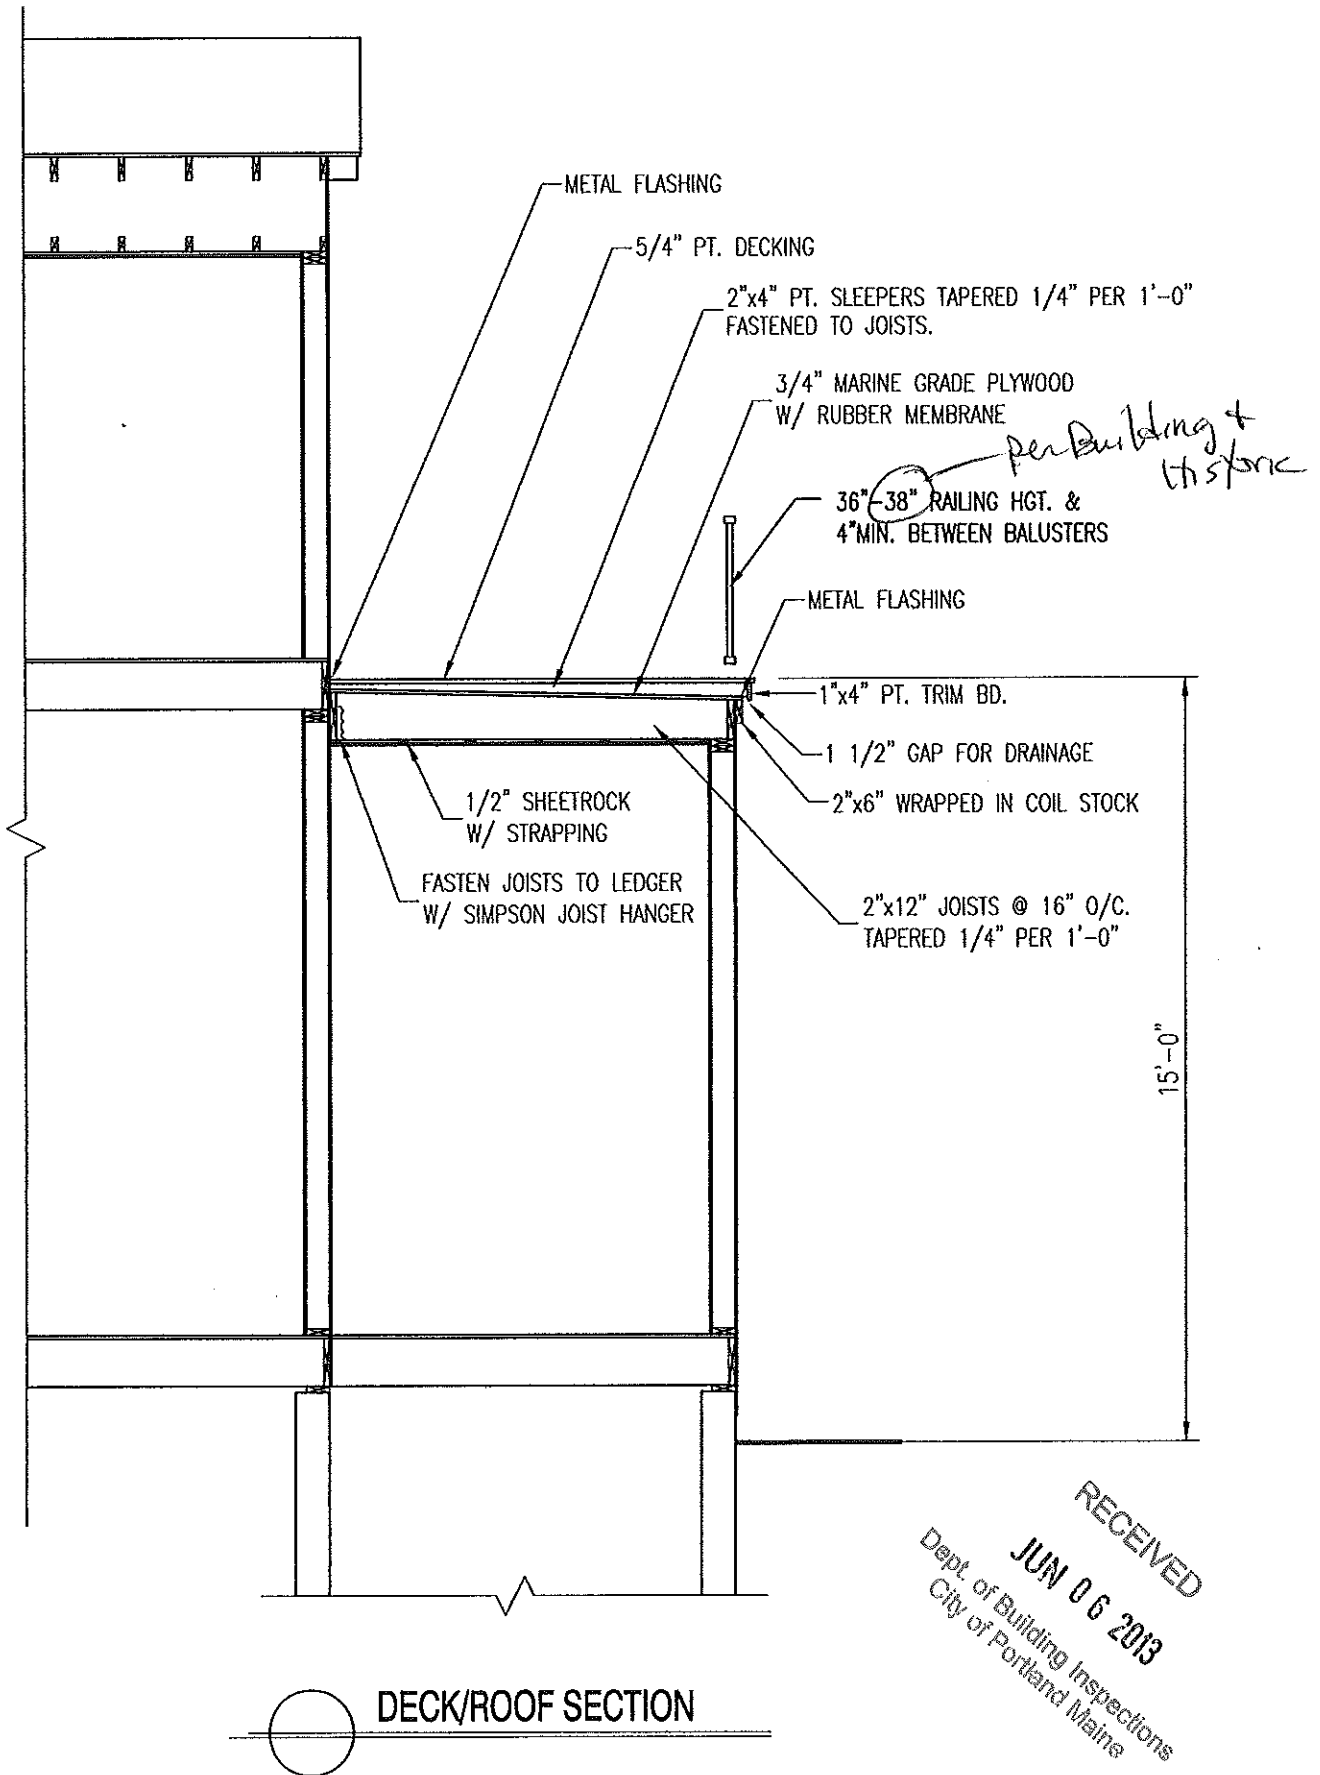 METAL FLASHING
5/4" PT. DECKING
2"x4" PT. SLEEPERS TAPERED 1/4" PER 1'-0"
FASTENED TO JOISTS.
3/4" MARINE GRADE PLYWOOD
W/ RUBBER MEMBRANE
per Building +
Historic
36"-38" RAILING HGT. &
4"MIN. BETWEEN BALUSTERS
METAL FLASHING
1"x4" PT. TRIM BD.
1 1/2" GAP FOR DRAINAGE
2"x6" WRAPPED IN COIL STOCK
1/2" SHEETROCK
W/ STRAPPING
FASTEN JOISTS TO LEDGER
W/ SIMPSON JOIST HANGER
2"x12" JOISTS @ 16" O/C.
TAPERED 1/4" PER 1'-0"
15'-0"
RECEIVED
JUN 06 2013
Dept. of Building Inspections
City of Portland Maine
DECK/ROOF SECTION